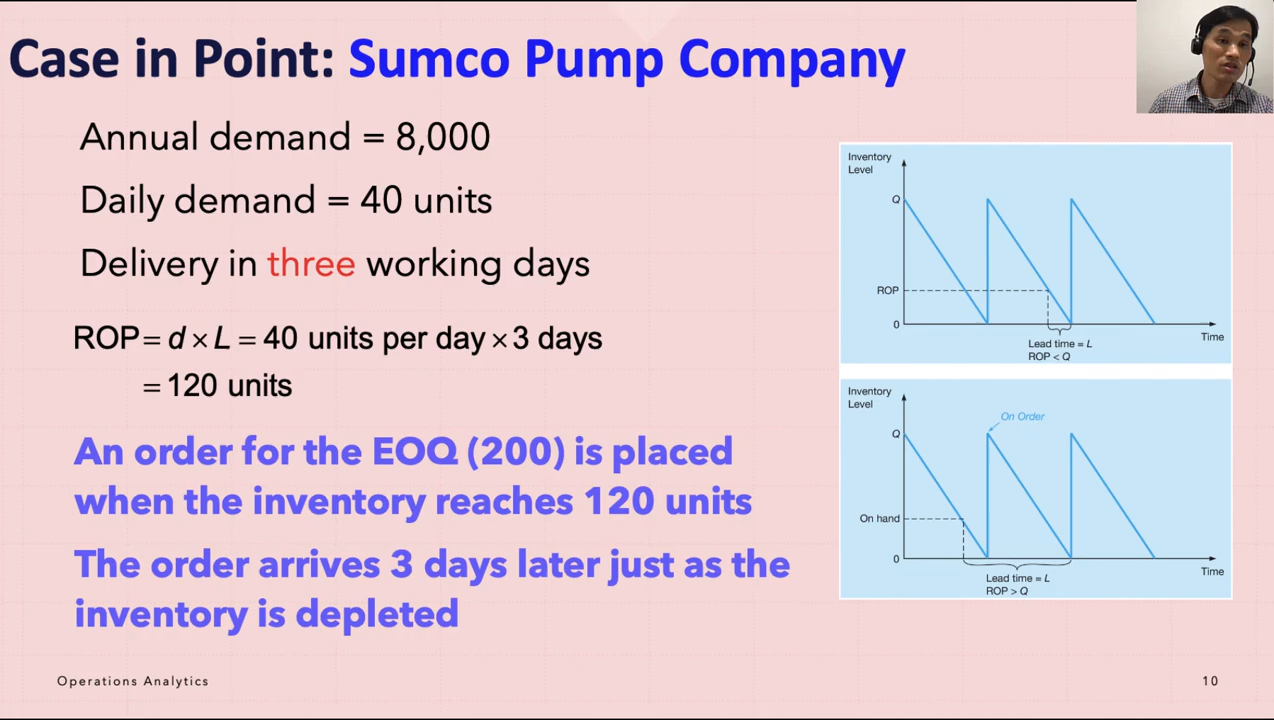 Case in Point: Sumco Pump Company
Annual demand = 8,000
Daily demand = 40 units
Delivery in three working days
ROP = d × L = 40 units per day × 3 days
= 120 units
An order for the EOQ (200) is placed
when the inventory reaches 120 units
The order arrives 3 days later just as the
inventory is depleted
Inventory
Level
Q
ROP
0
Time
Lead time = L
ROP < Q
Inventory
Level
On Order
Q
On hand
0
Time
Lead time = L
ROP > Q
Operations Analytics
10